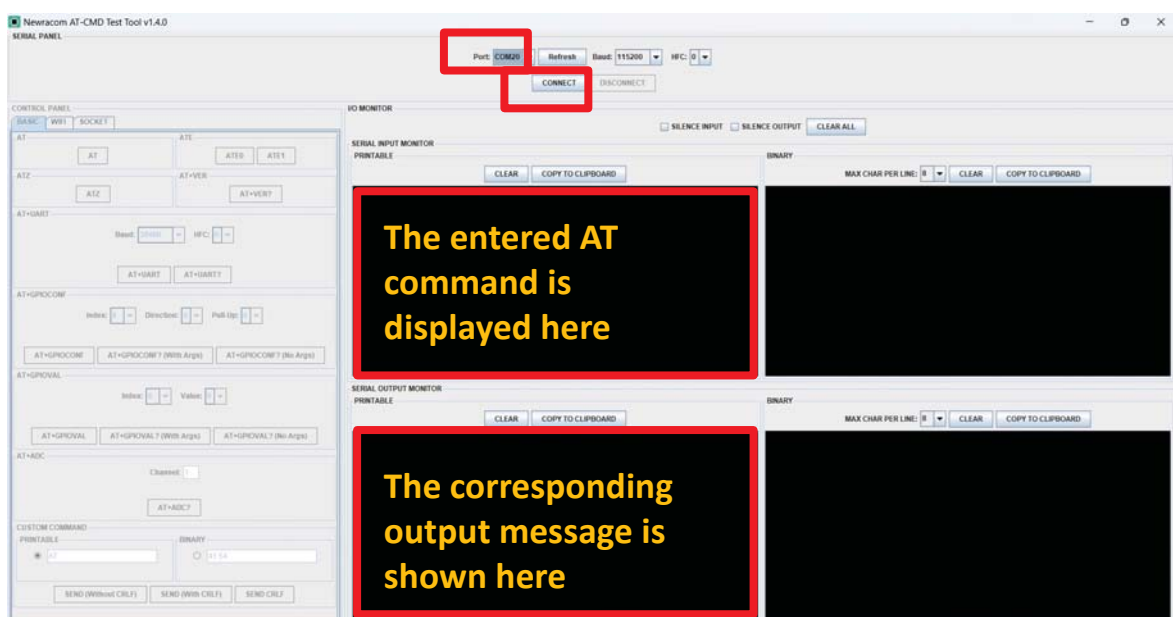 Newracom AT-CMD Test Tool v1.4.0
SERIAL PANEL
Port: COM20 Refresh Baud: 115200 HFC: 0
CONNECT DISCONNECT
CONTROL PANEL
BASIC WIFI SOCKET
AT
AT
ATE
ATE0 ATE1
ATZ
ATZ
AT+VER
AT+VER?
AT+UART
Baud: HFC:
AT+UART AT+UART?
AT+GPIOCONF
Index: Direction: Pull-Up:
AT+GPIOCONF AT+GPIOCONF? (With Args) AT+GPIOCONF? (No Args)
AT+GPIOVAL
Index: Value:
AT+GPIOVAL AT+GPIOVAL? (With Args) AT+GPIOVAL? (No Args)
AT+ADC
Channel:
AT+ADC?
CUSTOM COMMAND
PRINTABLE
AT
BINARY
41 54
SEND (Without CRLF) SEND (With CRLF) SEND CRLF
I/O MONITOR
SILENCE INPUT SILENCE OUTPUT CLEAR ALL
SERIAL INPUT MONITOR
PRINTABLE
CLEAR COPY TO CLIPBOARD
The entered AT
command is
displayed here
BINARY
MAX CHAR PER LINE: 8 CLEAR COPY TO CLIPBOARD
SERIAL OUTPUT MONITOR
PRINTABLE
CLEAR COPY TO CLIPBOARD
The corresponding
output message is
shown here
BINARY
MAX CHAR PER LINE: 8 CLEAR COPY TO CLIPBOARD